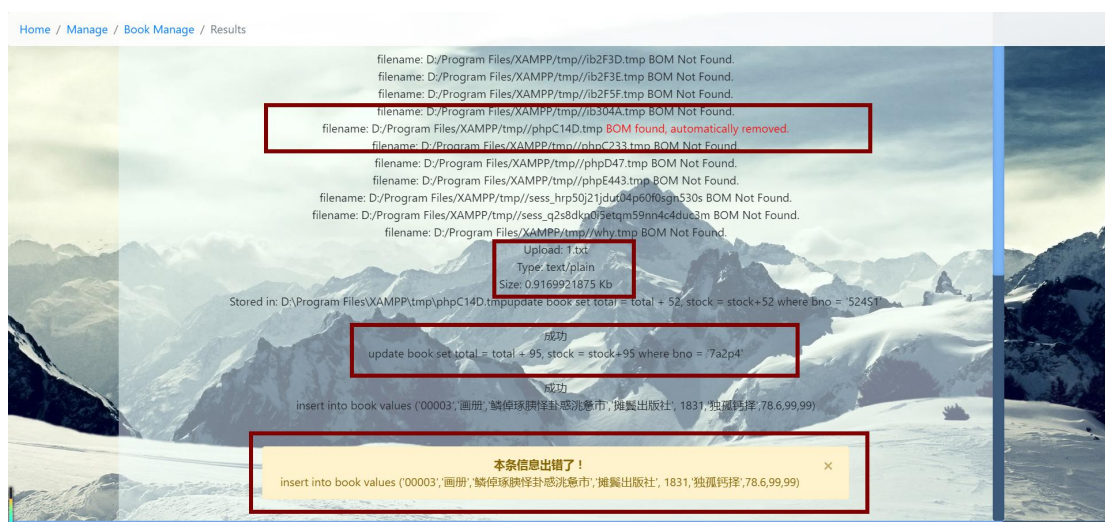 Home / Manage / Book Manage / Results
filename: D:/Program Files/XAMPP/tmp//ib2F3D.tmp BOM Not Found.
filename: D:/Program Files/XAMPP/tmp//ib2F3E.tmp BOM Not Found.
filename: D:/Program Files/XAMPP/tmp//ib2F5F.tmp BOM Not Found.
filename: D:/Program Files/XAMPP/tmp//ib304A.tmp BOM Not Found.
filename: D:/Program Files/XAMPP/tmp//phpC14D.tmp BOM found, automatically removed.
filename: D:/Program Files/XAMPP/tmp//phpC233.tmp BOM Not Found.
filename: D:/Program Files/XAMPP/tmp//phpD47.tmp BOM Not Found.
filename: D:/Program Files/XAMPP/tmp//phpE443.tmp BOM Not Found.
filename: D:/Program Files/XAMPP/tmp//sess_hrp50j21jdut04p60f0sgn530s BOM Not Found.
filename: D:/Program Files/XAMPP/tmp//sess_q2s8dkn0i5etqm59nn4c4duc3m BOM Not Found.
filename: D:/Program Files/XAMPP/tmp//why.tmp BOM Not Found.
Upload: 1.txt
Type: text/plain
Size: 0.9169921875 Kb
Stored in: D:\Program Files\XAMPP\tmp\phpC14D.tmpupdate book set total = total + 52, stock = stock+52 where bno = '524S1'
成功
update book set total = total + 95, stock = stock+95 where bno = '7a2p4'
成功
insert into book values ('00003','画册','鳞倬琢胰怪卦感洮惫市','摊鬓出版社', 1831,'独孤钙择',78.6,99,99)
本条信息出错了！ ×
insert into book values ('00003','画册','鳞倬琢胰怪卦感洮惫市','摊鬓出版社', 1831,'独孤钙择',78.6,99,99)